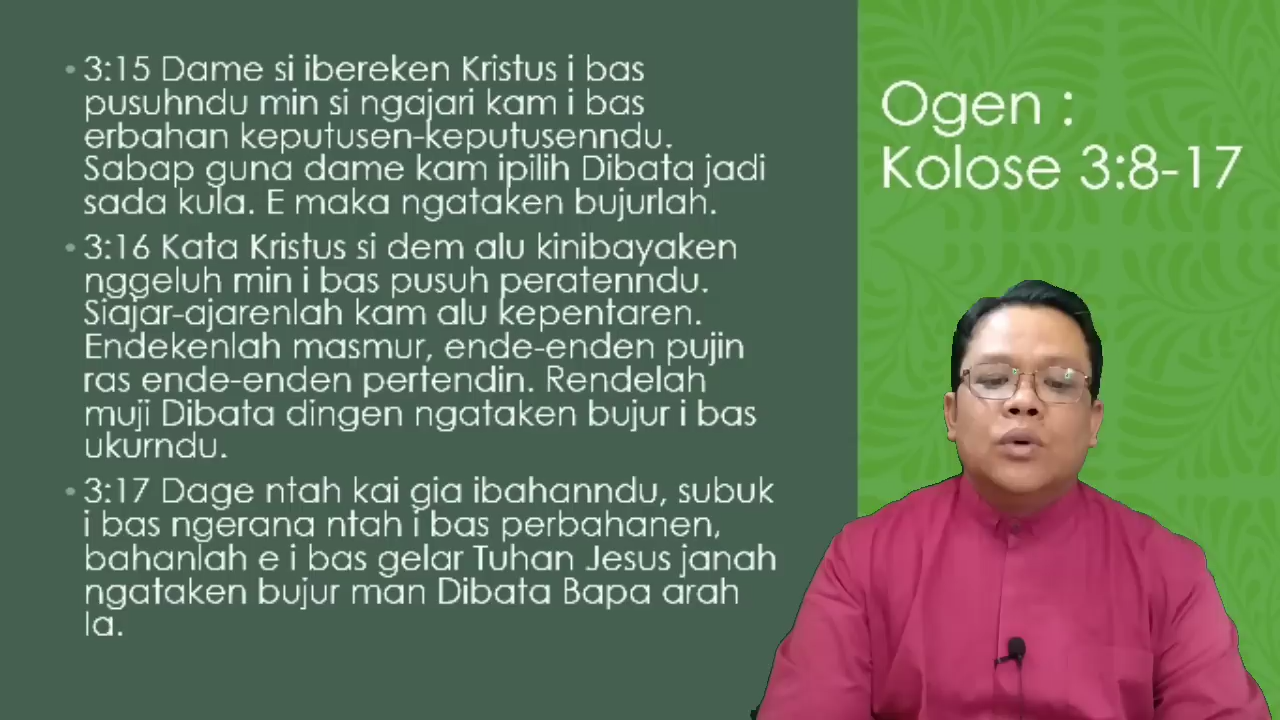 • 3:15 Dame si ibereken Kristus i bas
pusuhndu min si ngajari kam i bas
erbahan keputusen-keputusenndu.
Sabap guna dame kam ipilih Dibata jadi
sada kula. E maka ngataken bujurlah.
• 3:16 Kata Kristus si dem alu kinibayaken
nggeluh min i bas pusuh peratenndu.
Siajar-ajarenlah kam alu kepentaren.
Endekenlah masmur, ende-enden pujin
ras ende-enden pertendin. Rendelah
muji Dibata dingen ngataken bujur i bas
ukurndu.
• 3:17 Dage ntah kai gia ibahanndu, subuk
i bas ngerana ntah i bas perbahanen,
bahanlah e i bas gelar Tuhan Jesus janah
ngataken bujur man Dibata Bapa arah
Ia.
Ogen :
Kolose 3:8-17